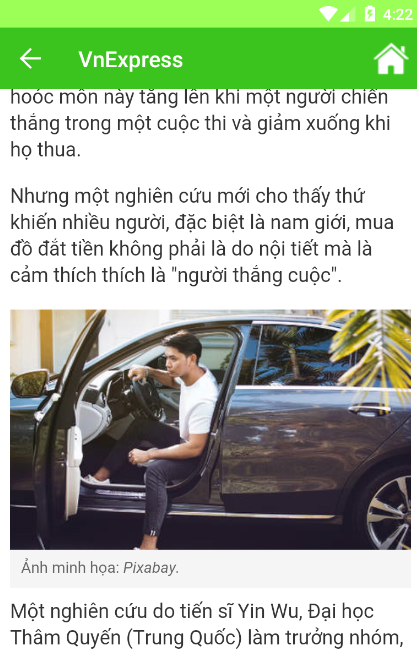 4:22
VnExpress
hoóc môn này tăng lên khi một người chiến
thắng trong một cuộc thi và giảm xuống khi
họ thua.
Nhưng một nghiên cứu mới cho thấy thứ
khiến nhiều người, đặc biệt là nam giới, mua
đồ đắt tiền không phải là do nội tiết mà là
cảm thích thích là "người thắng cuộc".
Ảnh minh họa: Pixabay.
Một nghiên cứu do tiến sĩ Yin Wu, Đại học
Thâm Quyến (Trung Quốc) làm trưởng nhóm,